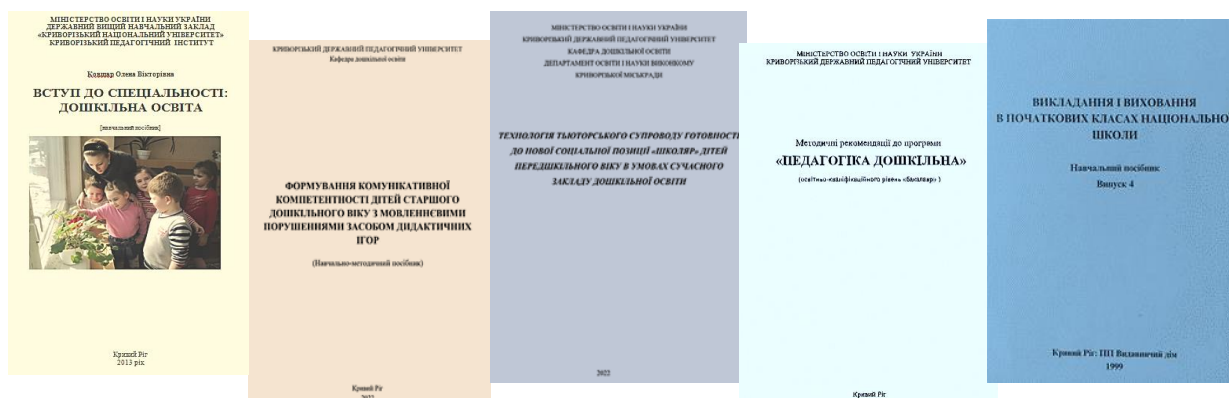 МІНІСТЕРСТВО ОСВІТИ І НАУКИ УКРАЇНИ
ДЕРЖАВНИЙ ВИЩИЙ НАВЧАЛЬНИЙ ЗАКЛАД
«КРИВОРІЗЬКИЙ НАЦІОНАЛЬНИЙ УНІВЕРСИТЕТ»
КРИВОРІЗЬКИЙ ПЕДАГОГІЧНИЙ ІНСТИТУТ
Ковшар Олена Вікторівна
ВСТУП ДО СПЕЦІАЛЬНОСТІ:
ДОШКІЛЬНА ОСВІТА
[навчальний посібник]
Кривий Ріг
2013 рік
КРИВОРІЗЬКИЙ ДЕРЖАВНИЙ ПЕДАГОГІЧНИЙ УНІВЕРСИТЕТ
Кафедра дошкільної освіти
ФОРМУВАННЯ КОМУНІКАТИВНОЇ
КОМПЕТЕНТНОСТІ ДІТЕЙ СТАРШОГО
ДОШКІЛЬНОГО ВІКУ З МОВЛЕННЄВИМИ
ПОРУШЕННЯМИ ЗАСОБОМ ДИДАКТИЧНИХ
ІГОР
(Навчально-методичний посібник)
Кривий Ріг
2022
МІНІСТЕРСТВО ОСВІТИ І НАУКИ УКРАЇНИ
КРИВОРІЗЬКИЙ ДЕРЖАВНИЙ ПЕДАГОГІЧНИЙ УНІВЕРСИТЕТ
КАФЕДРА ДОШКІЛЬНОЇ ОСВІТИ
ДЕПАРТАМЕНТ ОСВІТИ І НАУКИ ВИКОНКОМУ
КРИВОРІЗЬКОЇ МІСЬКРАДИ
ТЕХНОЛОГІЯ ТЬЮТОРСЬКОГО СУПРОВОДУ ГОТОВНОСТІ
ДО НОВОЇ СОЦІАЛЬНОЇ ПОЗИЦІЇ «ШКОЛЯР» ДІТЕЙ
ПЕРЕДШКІЛЬНОГО ВІКУ В УМОВАХ СУЧАСНОГО
ЗАКЛАДУ ДОШКІЛЬНОЇ ОСВІТИ
2022
МІНІСТЕРСТВО ОСВІТИ І НАУКИ УКРАЇНИ
КРИВОРІЗЬКИЙ ДЕРЖАВНИЙ ПЕДАГОГІЧНИЙ УНІВЕРСИТЕТ
Методичні рекомендації до програми
«ПЕДАГОГІКА ДОШКІЛЬНА»
(освітньо-кваліфікаційного рівень «бакалавр» )
Кривий Ріг
ВИКЛАДАННЯ І ВИХОВАННЯ
В ПОЧАТКОВИХ КЛАСАХ НАЦІОНАЛЬНО
ШКОЛИ
Навчальний посібник
Випуск 4
Кривий Ріг: ПП Видавничий дім
1999